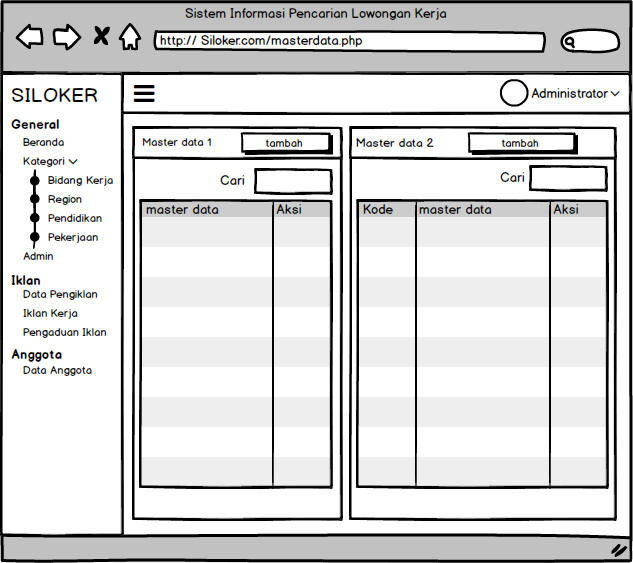 Sistem Informasi Pencarian Lowongan Kerja
http:// Siloker.com/masterdata.php
SILOKER
Administrator
General
Beranda
Kategori
Bidang Kerja
Region
Pendidikan
Pekerjaan
Admin
Iklan
Data Pengiklan
Iklan Kerja
Pengaduan Iklan
Anggota
Data Anggota
Master data 1
tambah
Cari
master data
Aksi
Master data 2
tambah
Cari
Kode
master data
Aksi